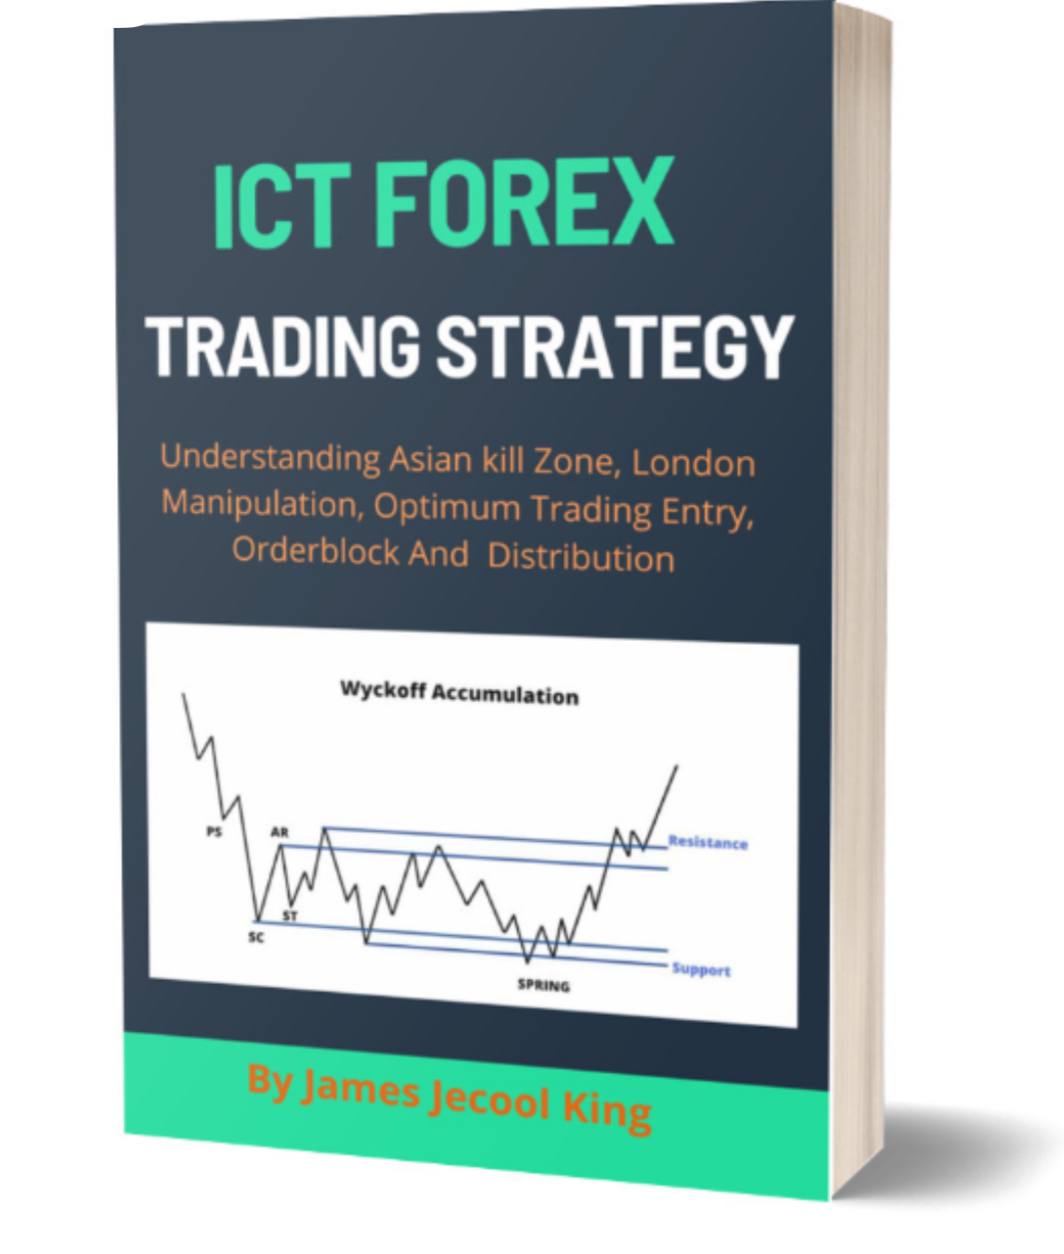 ICT FOREX
TRADING STRATEGY
Understanding Asian kill Zone, London
Manipulation, Optimum Trading Entry,
Orderblock And Distribution
Wyckoff Accumulation
PS
AR
Resistance
ST
SC
Support
SPRING
By James Jecool King